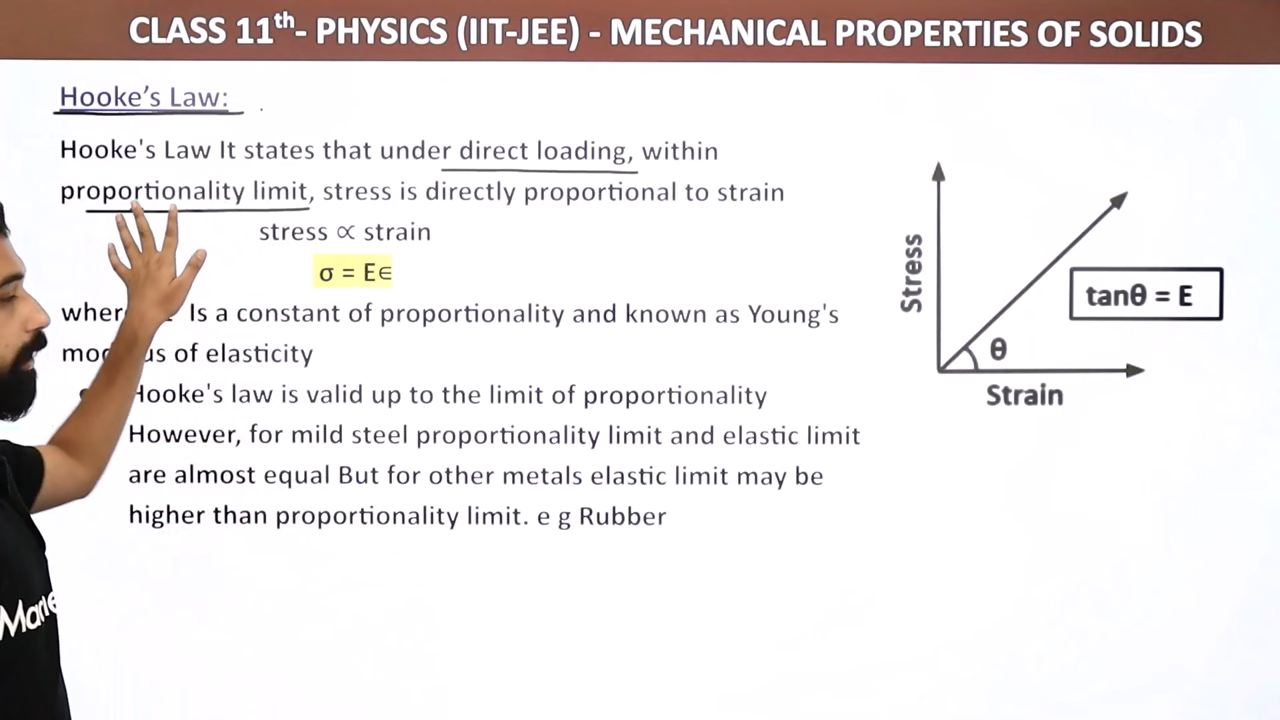 CLASS 11th- PHYSICS (IIT-JEE) - MECHANICAL PROPERTIES OF SOLIDS
Hooke's Law:
Hooke's Law It states that under direct loading, within
proportionality limit, stress is directly proportional to strain
stress ∝ strain
σ = E∈
Is a constant of proportionality and known as Young's
of elasticity
Hooke's law is valid up to the limit of proportionality
However, for mild steel proportionality limit and elastic limit
are almost equal But for other metals elastic limit may be
higher than proportionality limit. e g Rubber
Stress
tanθ = E
θ
Strain